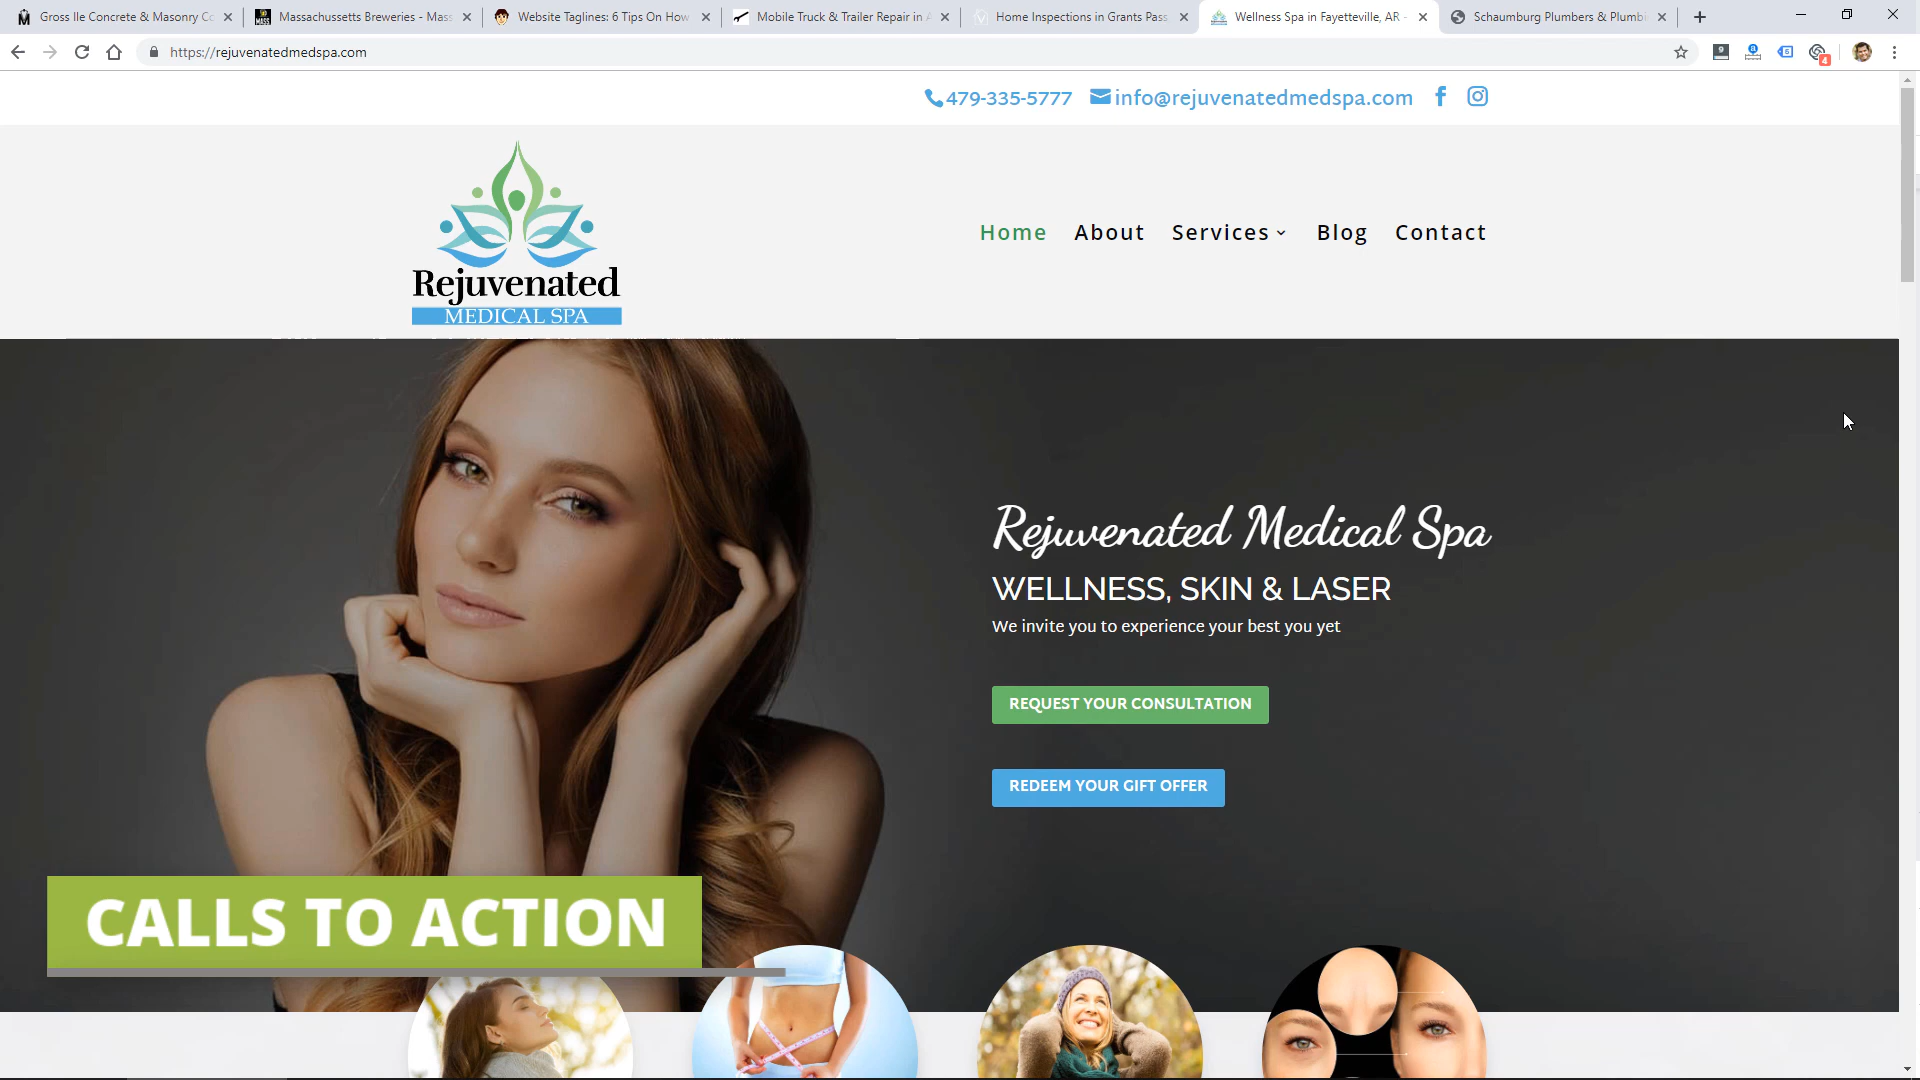 Gross Ile Concrete & Masonry Co
Massachussetts Breweries - Mass
Website Taglines: 6 Tips On How
Mobile Truck & Trailer Repair in A
Home Inspections in Grants Pass
Wellness Spa in Fayetteville, AR -
Schaumburg Plumbers & Plumbi
https://rejuvenatedmedspa.com
4
479-335-5777 info@rejuvenatedmedspa.com
Rejuvenated
MEDICAL SPA
Home About Services Blog Contact
Rejuvenated Medical Spa
WELLNESS, SKIN & LASER
We invite you to experience your best you yet
REQUEST YOUR CONSULTATION
REDEEM YOUR GIFT OFFER
CALLS TO ACTION